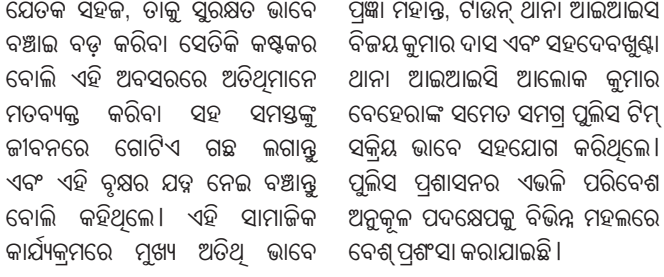 ଯେତିକି ସହଜ, ତାକୁ ସୁରକ୍ଷିତ ଭାବେ
ବଞ୍ଚାଇ ବଡ଼ କରିବା ସେତିକି କଷ୍ଟକର
ବୋଲି ଏହି ଅବସରରେ ଅତିଥିମାନେ
ମତବ୍ୟକ୍ତ କରିବା ସହ ସମସ୍ତଙ୍କୁ
ଜୀବନରେ ଗୋଟିଏ ଗଛ ଲଗାନ୍ତୁ
ଏବଂ ଏହି ବୃକ୍ଷର ଯତ୍ନ ନେଇ ବଞ୍ଚାନ୍ତୁ
ବୋଲି କହିଥିଲେ। ଏହି ସାମାଜିକ
କାର୍ଯ୍ୟକ୍ରମରେ ମୁଖ୍ୟ ଅତିଥି ଭାବେ
ପ୍ରଜ୍ଞା ମହାନ୍ତ, ଟାଉନ୍ ଥାନା ଆଇଆଇସି
ବିଜୟ କୁମାର ଦାସ ଏବଂ ସହଦେବଖୁଣ୍ଟା
ଥାନା ଆଇଆଇସି ଆଲୋକ କୁମାର
ବେହେରାଙ୍କ ସମେତ ସମଗ୍ର ପୁଲିସ ଟିମ୍
ସକ୍ରିୟ ଭାବେ ସହଯୋଗ କରିଥିଲେ।
ପୁଲିସ ପ୍ରଶାସନର ଏଭଳି ପରିବେଶ
ଅନୁକୂଳ ପଦକ୍ଷେପକୁ ବିଭିନ୍ନ ମହଲରେ
ବେଶ୍ ପ୍ରଶଂସା କରାଯାଇଛି।